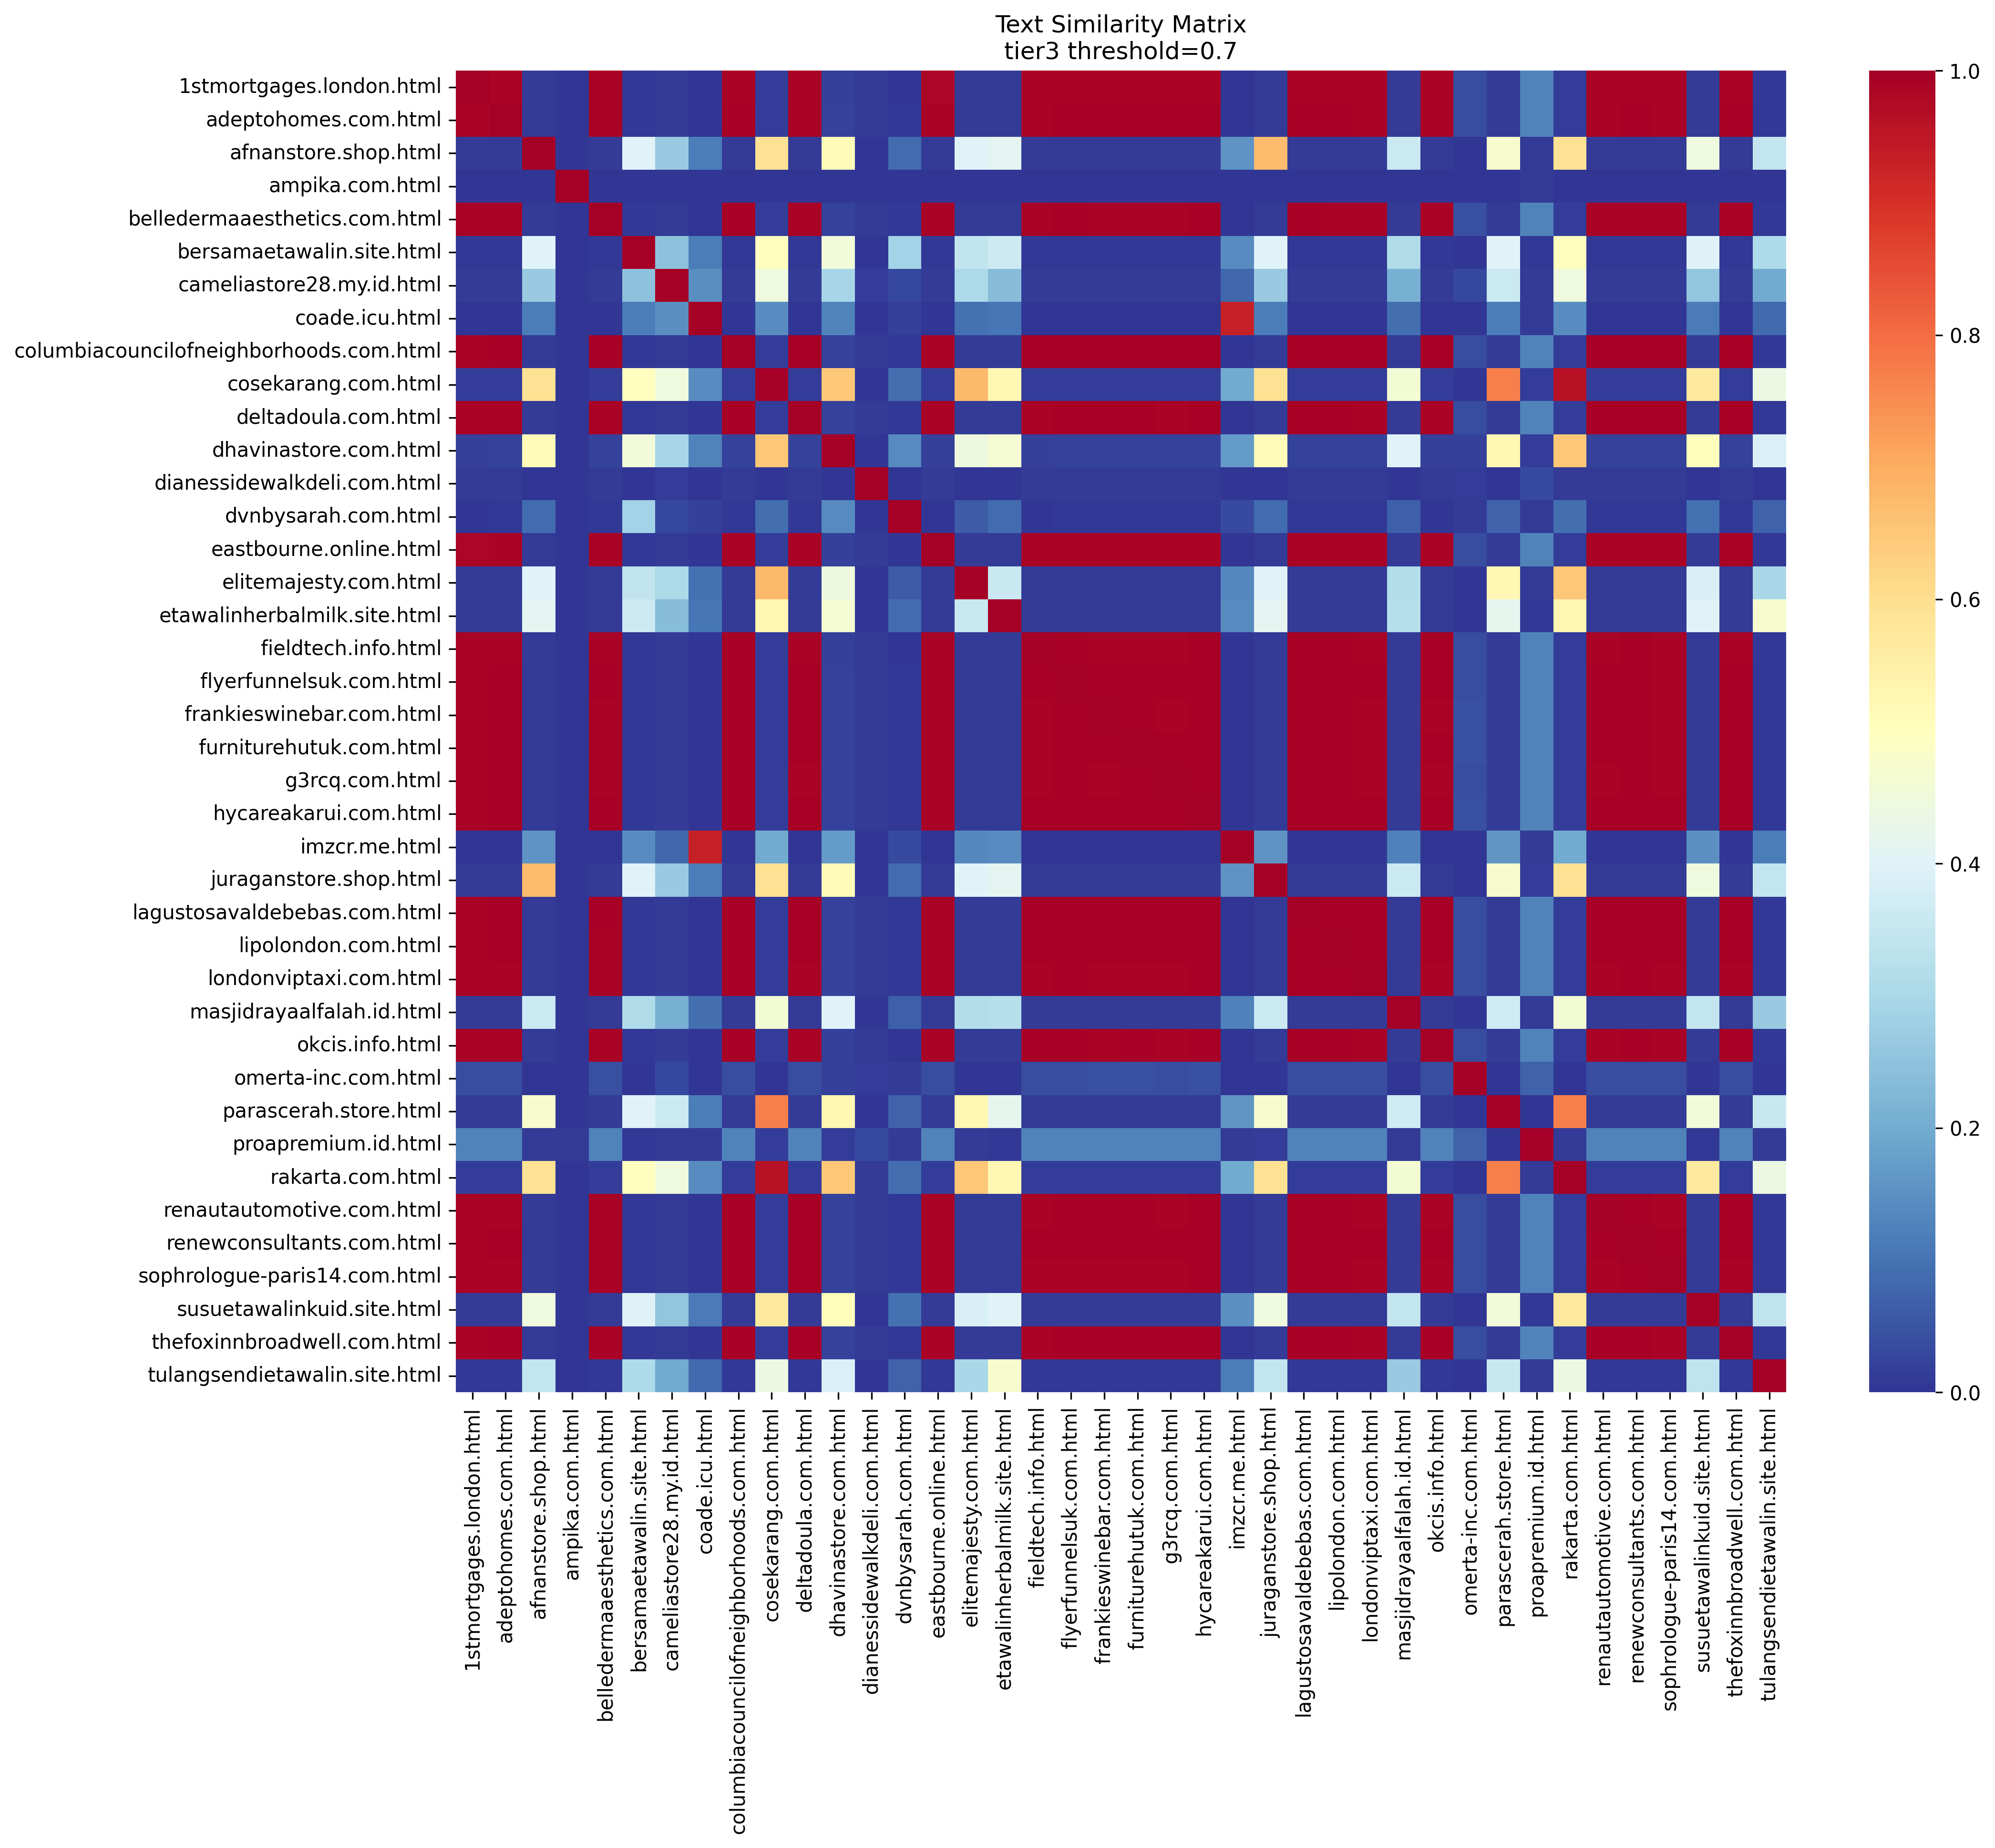 Text Similarity Matrix
tier3 threshold=0.7
1stmortgages.london.html
adeptohomes.com.html
afnanstore.shop.html
ampika.com.html
belledermaaesthetics.com.html
bersamaetawalin.site.html
cameliastore28.my.id.html
coade.icu.html
columbiacouncilofneighborhoods.com.html
cosekarang.com.html
deltadoula.com.html
dhavinastore.com.html
dianessidewalkdeli.com.html
dvnbysarah.com.html
eastbourne.online.html
elitemajesty.com.html
etawalinherbalmilk.site.html
fieldtech.info.html
flyerfunnelsuk.com.html
frankieswinebar.com.html
furniturehutuk.com.html
g3rcq.com.html
hycareakarui.com.html
imzcr.me.html
juraganstore.shop.html
lagustosavaldebebas.com.html
lipolondon.com.html
londonviptaxi.com.html
masjidrayaalfalah.id.html
okcis.info.html
omerta-inc.com.html
parascerah.store.html
proapremium.id.html
rakarta.com.html
renautautomotive.com.html
renewconsultants.com.html
sophrologue-paris14.com.html
susuetawalinkuid.site.html
thefoxinnbroadwell.com.html
tulangsendietawalin.site.html
1stmortgages.london.html
adeptohomes.com.html
afnanstore.shop.html
ampika.com.html
belledermaaesthetics.com.html
bersamaetawalin.site.html
cameliastore28.my.id.html
coade.icu.html
columbiacouncilofneighborhoods.com.html
cosekarang.com.html
deltadoula.com.html
dhavinastore.com.html
dianessidewalkdeli.com.html
dvnbysarah.com.html
eastbourne.online.html
elitemajesty.com.html
etawalinherbalmilk.site.html
fieldtech.info.html
flyerfunnelsuk.com.html
frankieswinebar.com.html
furniturehutuk.com.html
g3rcq.com.html
hycareakarui.com.html
imzcr.me.html
juraganstore.shop.html
lagustosavaldebebas.com.html
lipolondon.com.html
londonviptaxi.com.html
masjidrayaalfalah.id.html
okcis.info.html
omerta-inc.com.html
parascerah.store.html
proapremium.id.html
rakarta.com.html
renautautomotive.com.html
renewconsultants.com.html
sophrologue-paris14.com.html
susuetawalinkuid.site.html
thefoxinnbroadwell.com.html
tulangsendietawalin.site.html
1.0
0.8
0.6
0.4
0.2
0.0